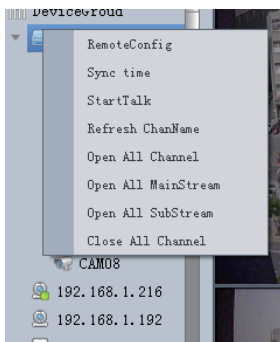 DeviceGroud
RemoteConfig
Sync time
StartTalk
Refresh ChanName
Open All Channel
Open All MainStream
Open All SubStream
Close All Channel
CAM08
192.168.1.216
192.168.1.192